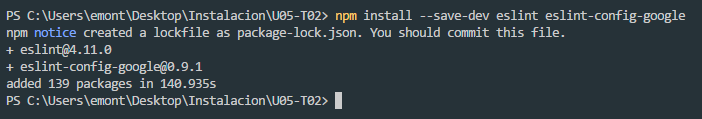 PS C:\Users\emont\Desktop\Instalacion\U05-T02> npm install --save-dev eslint eslint-config-google
npm notice created a lockfile as package-lock.json. You should commit this file.
+ eslint@4.11.0
+ eslint-config-google@0.9.1
added 139 packages in 140.935s
PS C:\Users\emont\Desktop\Instalacion\U05-T02>